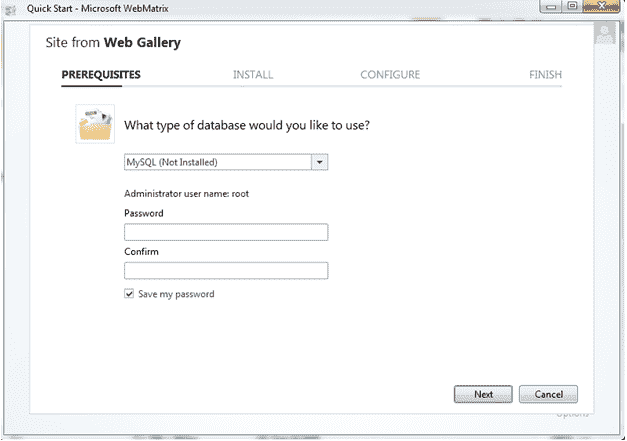 Quick Start - Microsoft WebMatrix
Site from Web Gallery
PREREQUISITES INSTALL CONFIGURE FINISH
What type of database would you like to use?
MySQL (Not Installed)
Administrator user name: root
Password
Confirm
Save my password
Next Cancel
Options